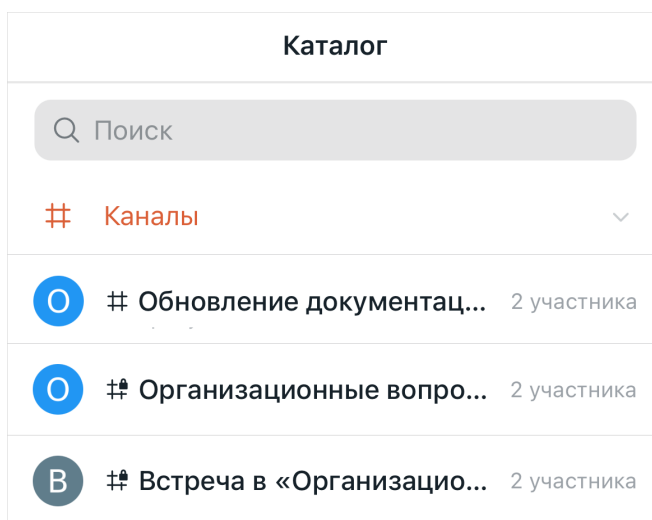 Каталог
Поиск
Каналы
О # Обновление документац... 2 участника
О # Организационные вопро... 2 участника
В # Встреча в «Организацио... 2 участника